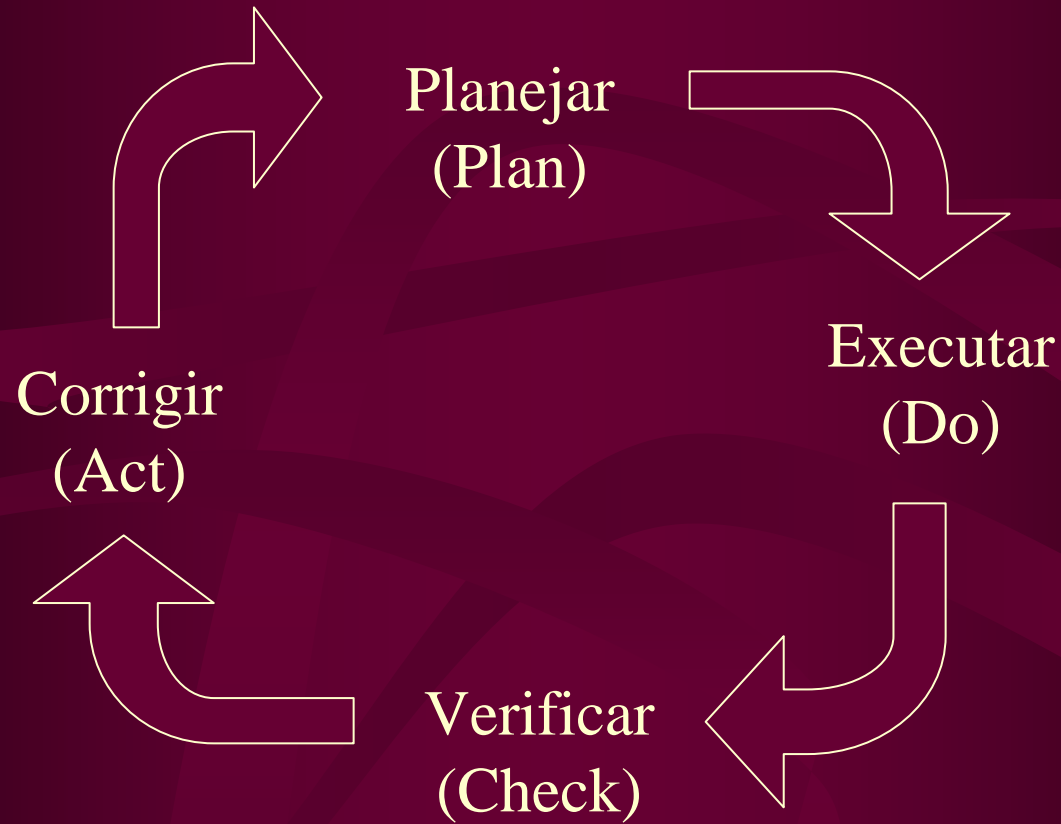 Planejar
(Plan)
Executar
(Do)
Corrigir
(Act)
Verificar
(Check)